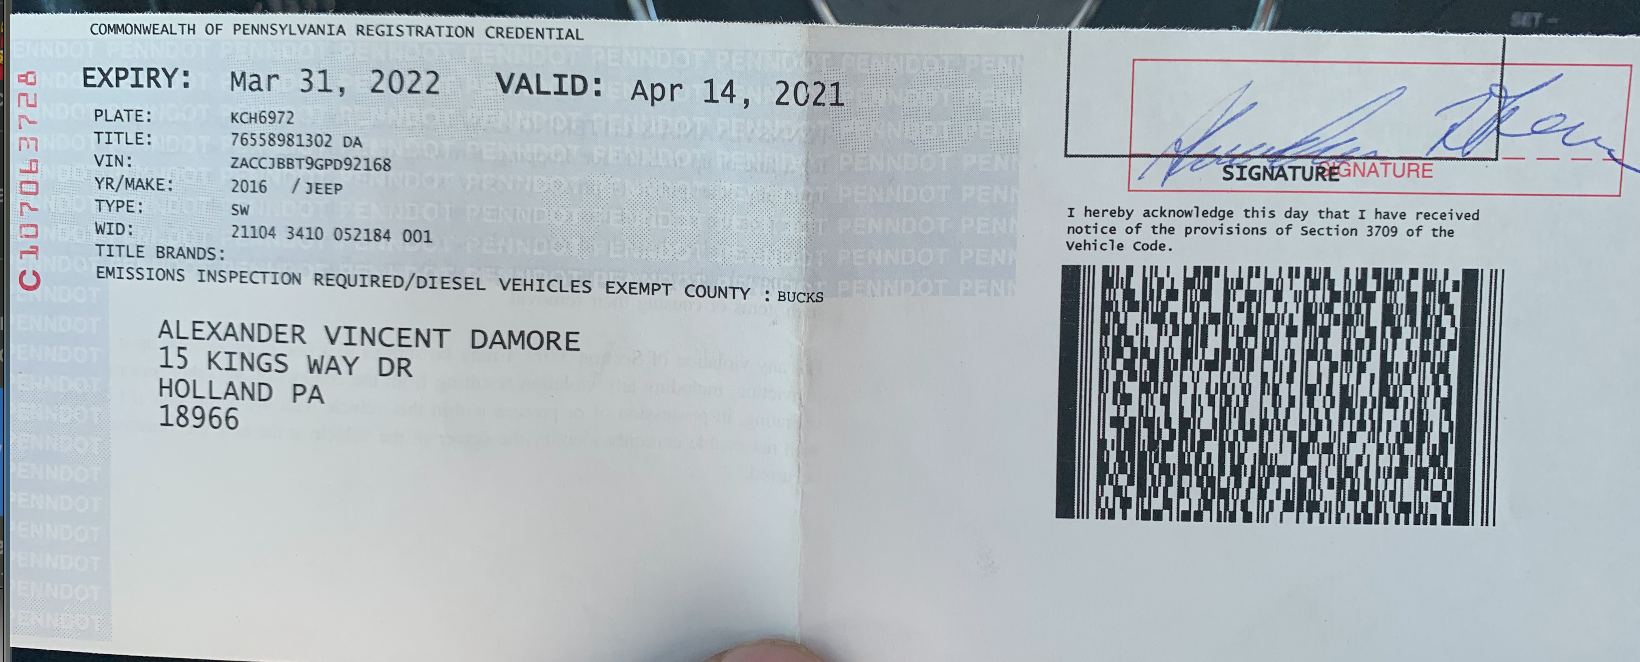 COMMONWEALTH OF PENNSYLVANIA REGISTRATION CREDENTIAL
EXPIRY: Mar 31, 2022 VALID: Apr 14, 2021
PLATE: KCH6972
TITLE: 76558981302 DA
VIN: ZACCJBBT9GPD92168
YR/MAKE: 2016 / JEEP
TYPE: SW
WID: 21104 3410 052184 001
TITLE BRANDS:
EMISSIONS INSPECTION REQUIRED/DIESEL VEHICLES EXEMPT COUNTY : BUCKS
ALEXANDER VINCENT DAMORE
15 KINGS WAY DR
HOLLAND PA
18966
C1070637228
SIGNATURE
SIGNATURE
I hereby acknowledge this day that I have received
notice of the provisions of Section 3709 of the
Vehicle Code.
PENNDOT
SET